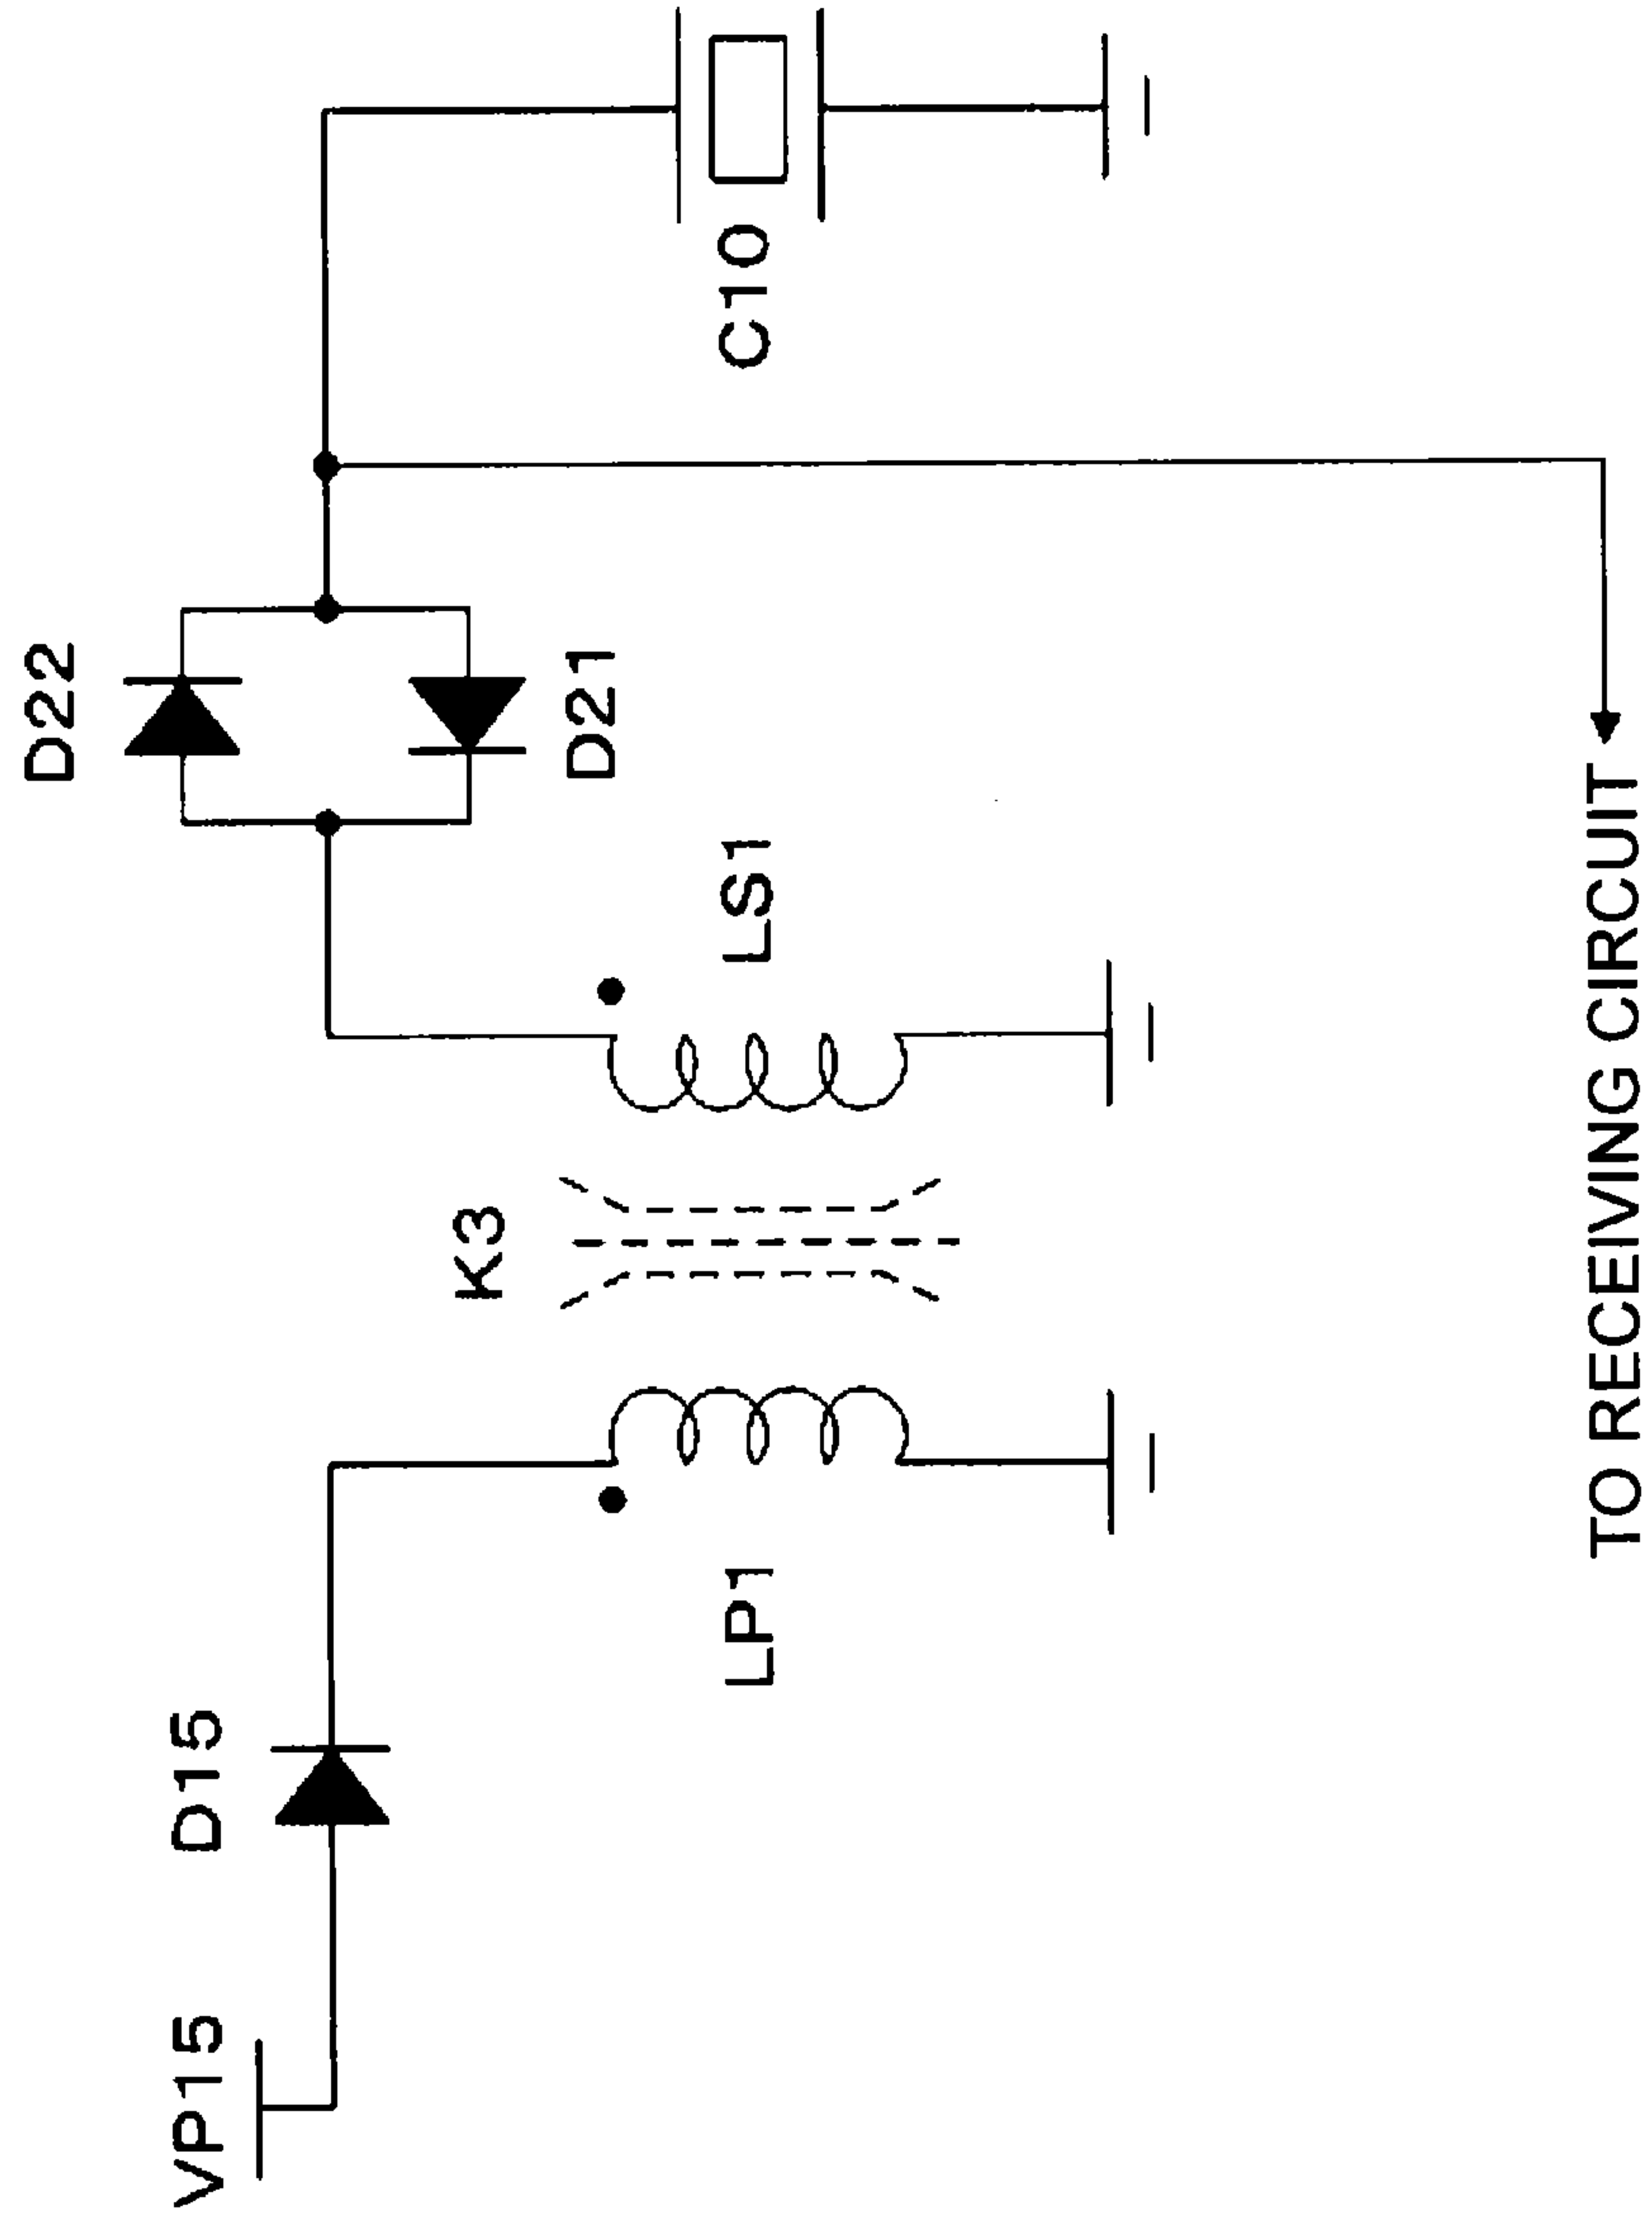 VP15
D15
LP1
K3
LS1
D22
D21
C10
TO RECEIVING CIRCUIT